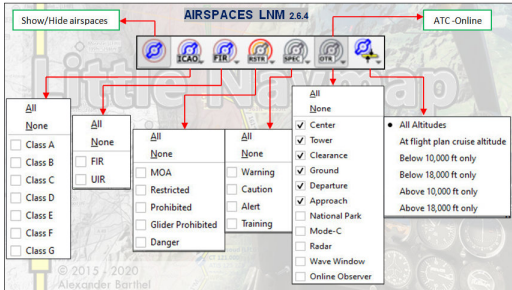 Show/Hide airspaces
AIRSPACES LNM 2.6.4
ATC-Online
ICAO
FIR
RSTR
SPEC
OTR
Little Navmap
All
None
Class A
Class B
Class C
Class D
Class E
Class F
Class G
All
None
FIR
UIR
All
None
MOA
Restricted
Prohibited
Glider Prohibited
Danger
All
None
Warning
Caution
Alert
Training
All
None
Center
Tower
Clearance
Ground
Departure
Approach
National Park
Mode-C
Radar
Wave Window
Online Observer
All Altitudes
At flight plan cruise altitude
Below 10,000 ft only
Below 18,000 ft only
Above 10,000 ft only
Above 18,000 ft only
© 2015 - 2020
Alexander Barthel